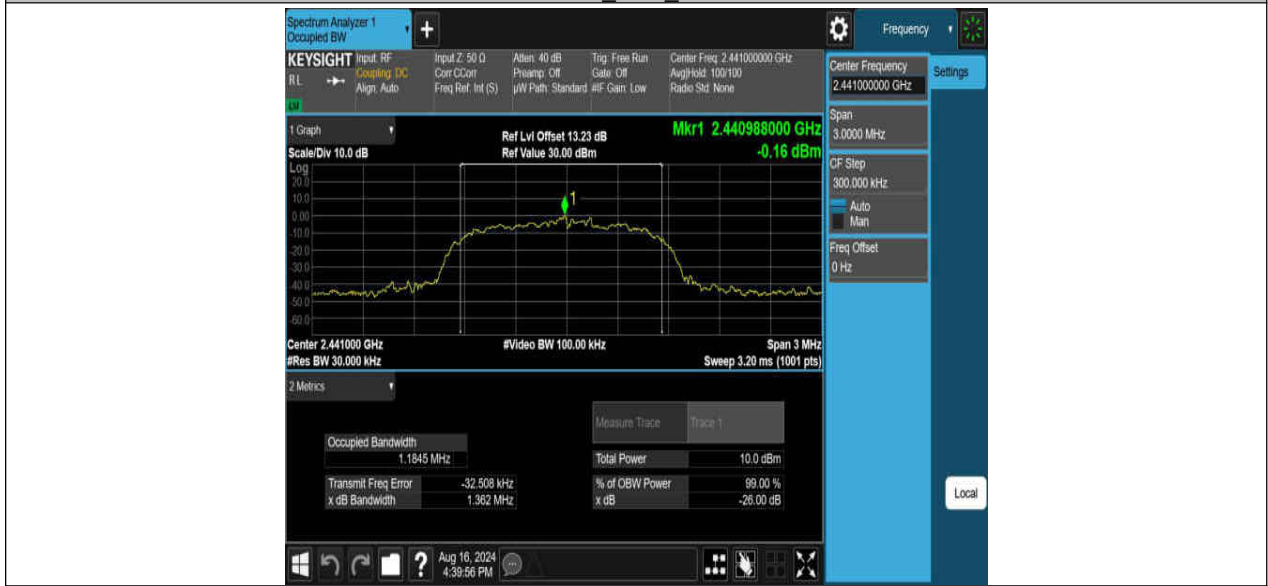 Spectrum Analyzer 1
Occupied BW
+
Frequency
KEYSIGHT
RL
Input: RF
Coupling: DC
Align: Auto
Input Z: 50 Ω
Corr CCorr
Freq Ref: Int (S)
Atten: 40 dB
Preamp: Off
µW Path: Standard
Trig: Free Run
Gate: Off
#IF Gain: Low
Center Freq: 2.441000000 GHz
Avg|Hold: 100/100
Radio Std: None
Center Frequency
2.441000000 GHz
Settings
Span
3.0000 MHz
CF Step
300.000 kHz
Auto
Man
Freq Offset
0 Hz
1 Graph
Scale/Div 10.0 dB
Ref Lvl Offset 13.23 dB
Ref Value 30.00 dBm
Mkr1 2.440988000 GHz
-0.16 dBm
Log
20.0
10.0
0.00
-10.0
-20.0
-30.0
-40.0
-50.0
-60.0
1
Center 2.441000 GHz
#Res BW 30.000 kHz
#Video BW 100.00 kHz
Span 3 MHz
Sweep 3.20 ms (1001 pts)
2 Metrics
Measure Trace
Trace 1
Occupied Bandwidth
1.1845 MHz
Total Power
10.0 dBm
Transmit Freq Error
-32.508 kHz
% of OBW Power
99.00 %
x dB Bandwidth
1.362 MHz
x dB
-26.00 dB
Local
?
Aug 16, 2024
4:39:56 PM